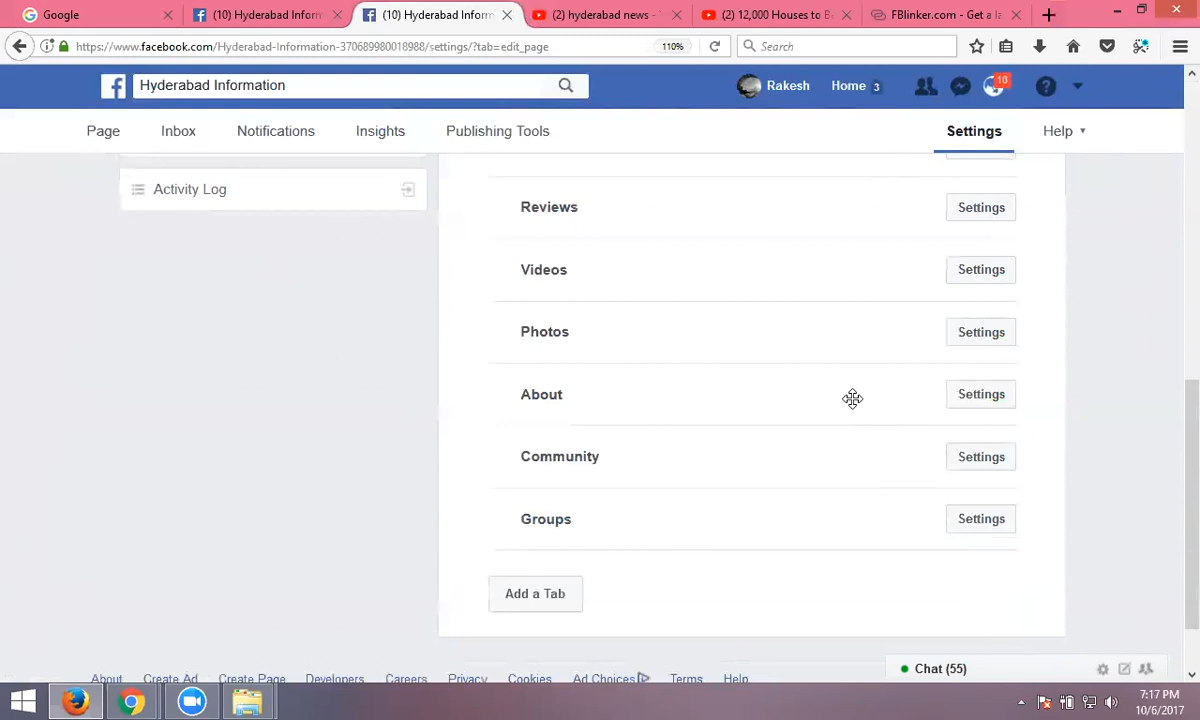 Google
(10) Hyderabad Inform
(10) Hyderabad Inform
(2) hyderabad news -
(2) 12,000 Houses to B
FBlinker.com - Get a
https://www.facebook.com/Hyderabad-Information-370689980018988/settings/?tab=edit_page
110%
Search
Hyderabad Information
Rakesh
Home 3
10
Page
Inbox
Notifications
Insights
Publishing Tools
Settings
Help
Activity Log
Reviews
Settings
Videos
Settings
Photos
Settings
About
Settings
Community
Settings
Groups
Settings
Add a Tab
About
Create Ad
Create Page
Developers
Careers
Privacy
Cookies
Ad Choices
Terms
Help
Chat (55)
7:17 PM
10/6/2017